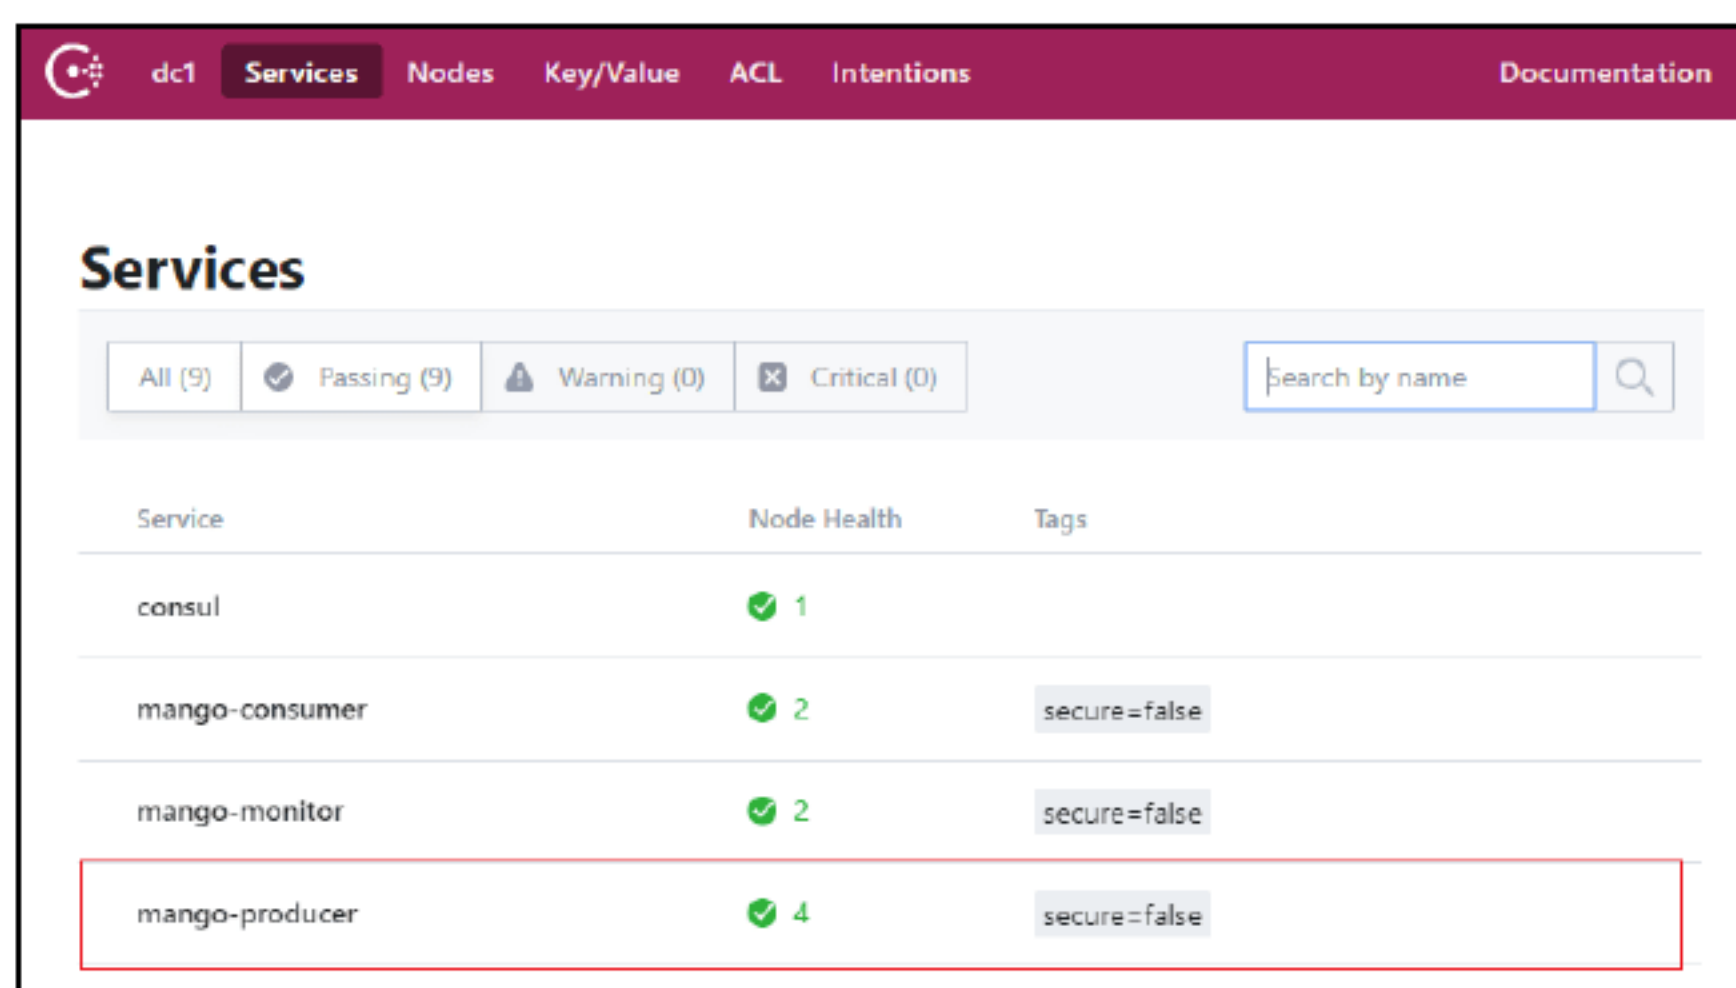 dc1 Services Nodes Key/Value ACL Intentions Documentation
Services
All (9) Passing (9) Warning (0) Critical (0) Search by name
Service Node Health Tags
consul 1
mango-consumer 2 secure=false
mango-monitor 2 secure=false
mango-producer 4 secure=false